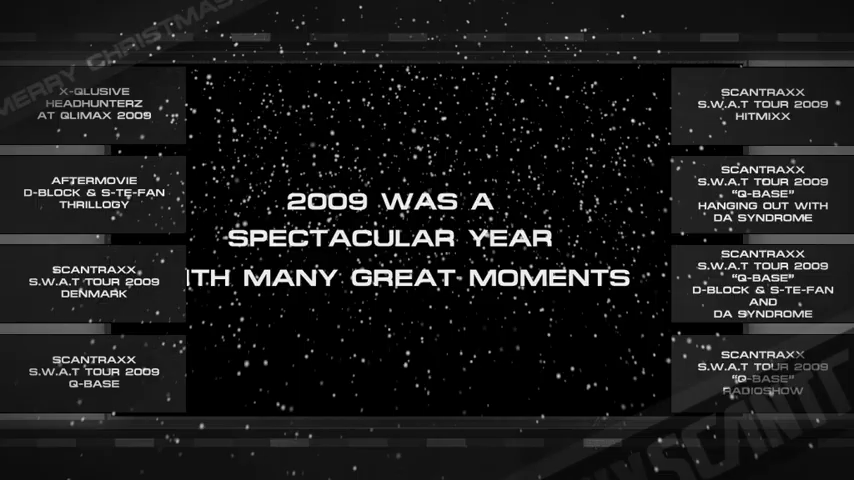 MERRY CHRISTMAS
X-QLUSIVE
HEADHUNTERZ
AT QLIMAX 2009
AFTERMOVIE
D-BLOCK & S-TE-FAN
THRILLOGY
SCANTRAXX
S.W.A.T TOUR 2009
DENMARK
SCANTRAXX
S.W.A.T TOUR 2009
Q-BASE
2009 WAS A
SPECTACULAR YEAR
ITH MANY GREAT MOMENTS
SCANTRAXX
S.W.A.T TOUR 2009
HITMIXX
SCANTRAXX
S.W.A.T TOUR 2009
"Q-BASE"
HANGING OUT WITH
DA SYNDROME
SCANTRAXX
S.W.A.T TOUR 2009
"Q-BASE"
D-BLOCK & S-TE-FAN
AND
DA SYNDROME
SCANTRAXX
S.W.A.T TOUR 2009
"Q-BASE"
RADIOSHOW